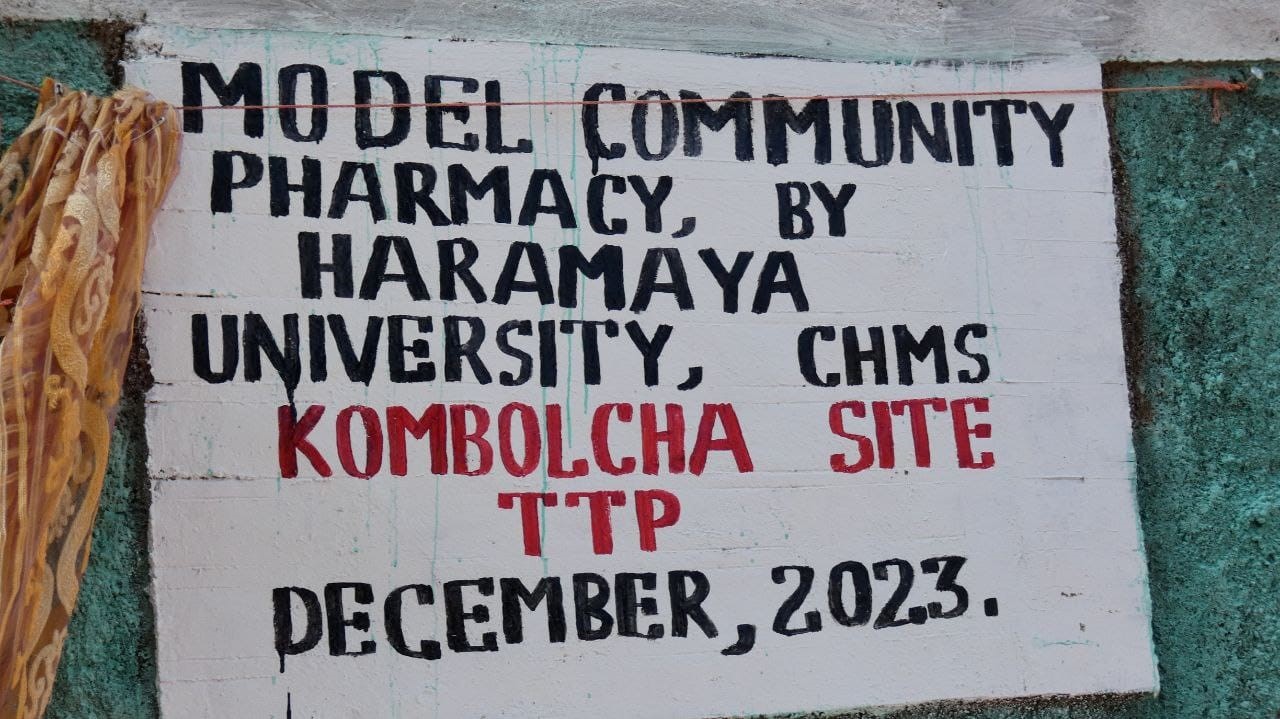 MODEL COMMUNITY
PHARMACY, BY
HARAMAYA
UNIVERSITY, CHMS
KOMBOLCHA SITE
TTP
DECEMBER, 2023.